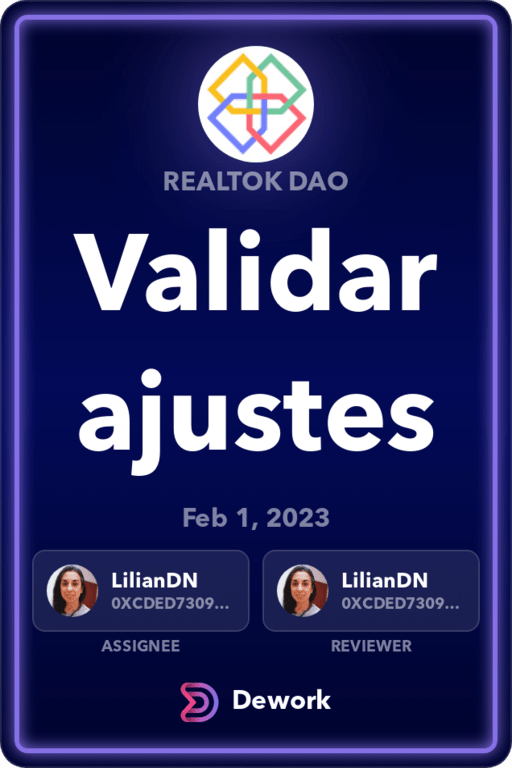 REALTOK DAO
Validar
ajustes
Feb 1, 2023
LilianDN
0XCDED7309...
ASSIGNEE
LilianDN
0XCDED7309...
REVIEWER
Dework